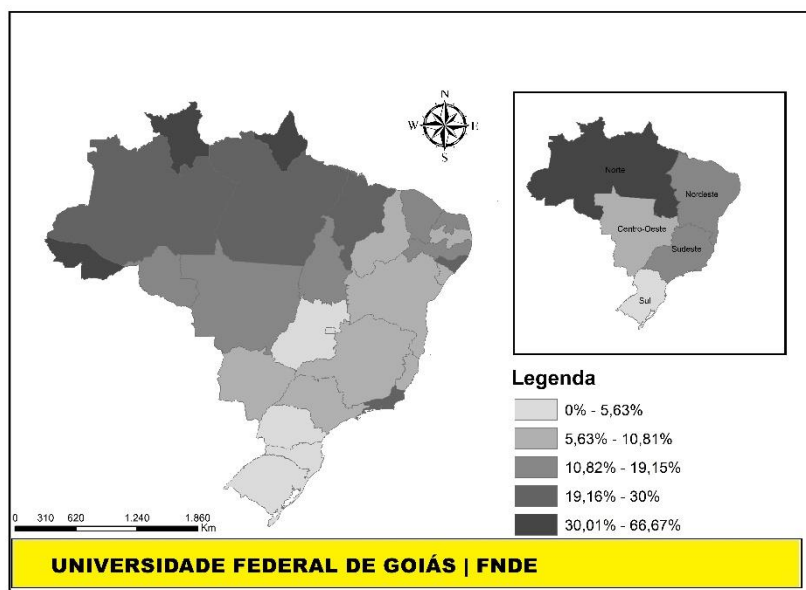 N
W E
S
Norte
Nordeste
Centro-Oeste
Sudeste
Sul
Legenda
0% - 5,63%
5,63% - 10,81%
10,82% - 19,15%
19,16% - 30%
30,01% - 66,67%
0 310 620 1.240 1.860
Km
UNIVERSIDADE FEDERAL DE GOIÁS | FNDE